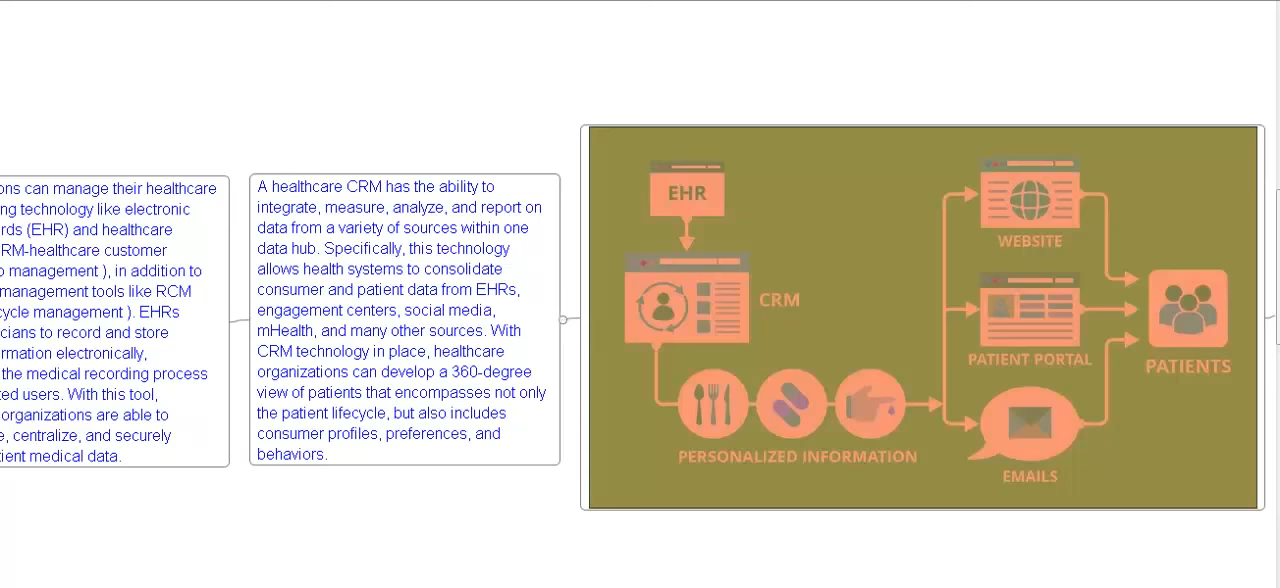 ons can manage their healthcare
ng technology like electronic
rds (EHR) and healthcare
RM-healthcare customer
o management ), in addition to
management tools like RCM
ycle management ). EHRs
cians to record and store
rmation electronically,
the medical recording process
ted users. With this tool,
organizations are able to
e, centralize, and securely
tient medical data.
A healthcare CRM has the ability to
integrate, measure, analyze, and report on
data from a variety of sources within one
data hub. Specifically, this technology
allows health systems to consolidate
consumer and patient data from EHRs,
engagement centers, social media,
mHealth, and many other sources. With
CRM technology in place, healthcare
organizations can develop a 360-degree
view of patients that encompasses not only
the patient lifecycle, but also includes
consumer profiles, preferences, and
behaviors.
EHR
CRM
PERSONALIZED INFORMATION
WEBSITE
PATIENT PORTAL
EMAILS
PATIENTS